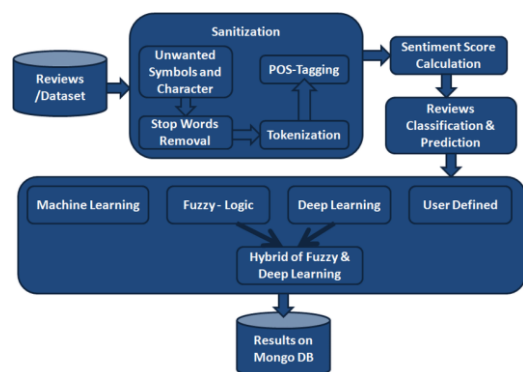 Sanitization
Reviews
/Dataset
Unwanted
Symbols and
Character
Stop Words
Removal
Tokenization
POS-Tagging
Sentiment Score
Calculation
Reviews
Classification &
Prediction
Machine Learning
Fuzzy - Logic
Deep Learning
User Defined
Hybrid of Fuzzy &
Deep Learning
Results on
Mongo DB